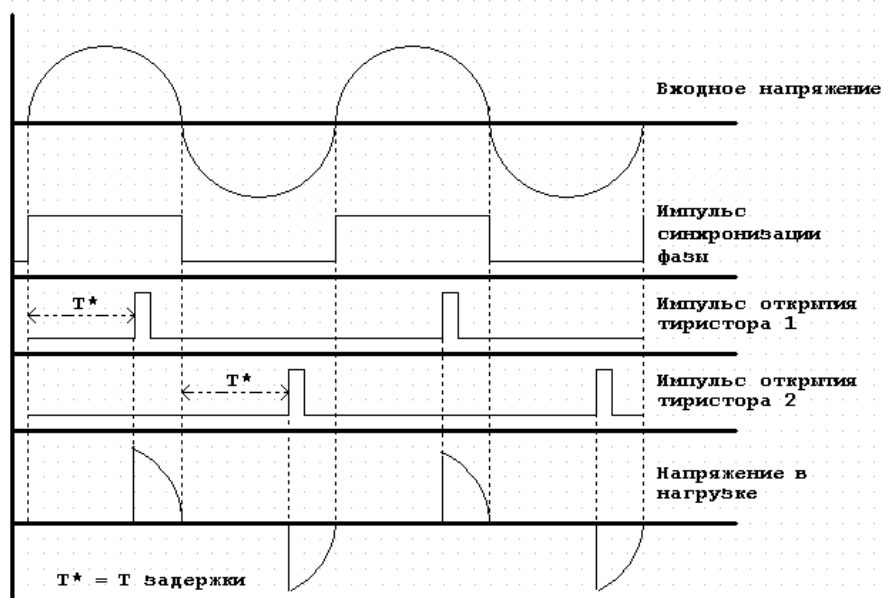 Входное напряжение
Импульс
синхронизации
фазы
T*
Импульс открытия
тиристора 1
T*
Импульс открытия
тиристора 2
Напряжение в
нагрузке
T* = T задержки